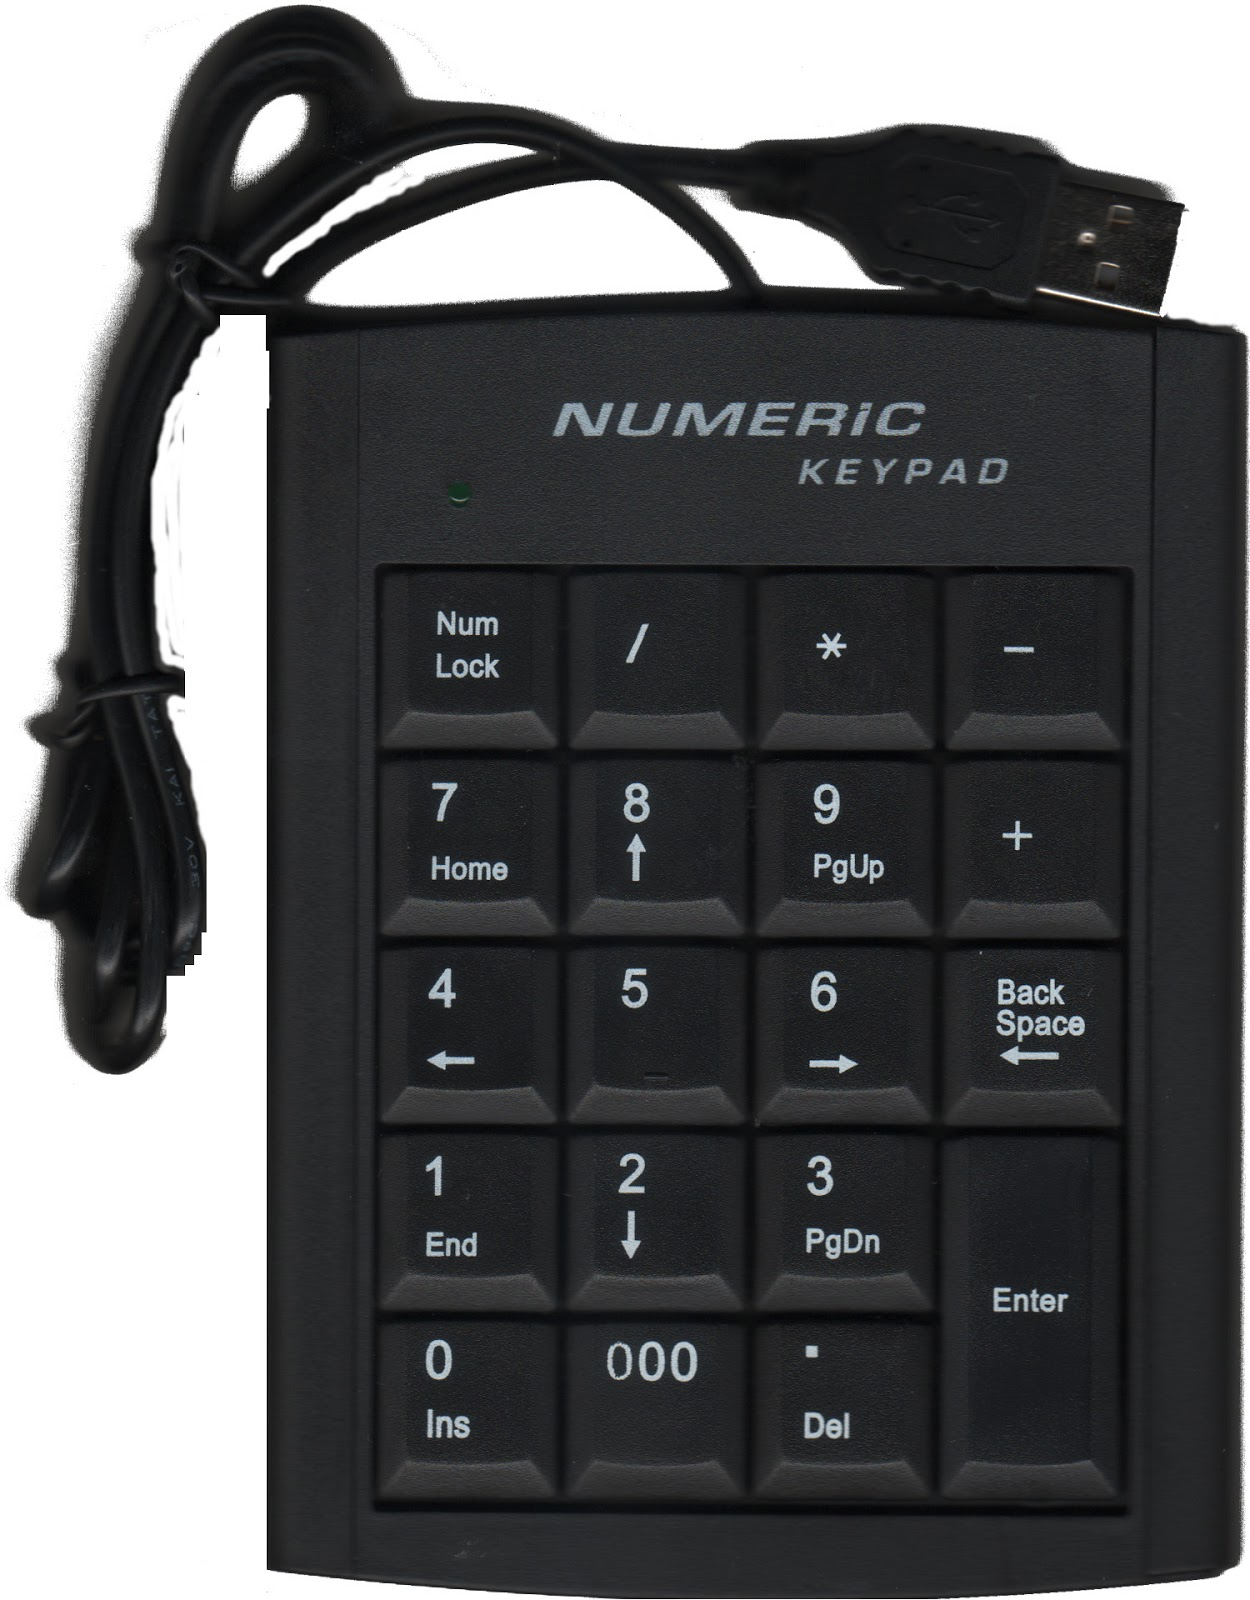 NUMERiC
KEYPAD
Num
Lock
/
*
−
7
Home
8
↑
9
PgUp
+
4
←
5
6
→
Back
Space
←
1
End
2
↓
3
PgDn
Enter
0
Ins
000
.
Del